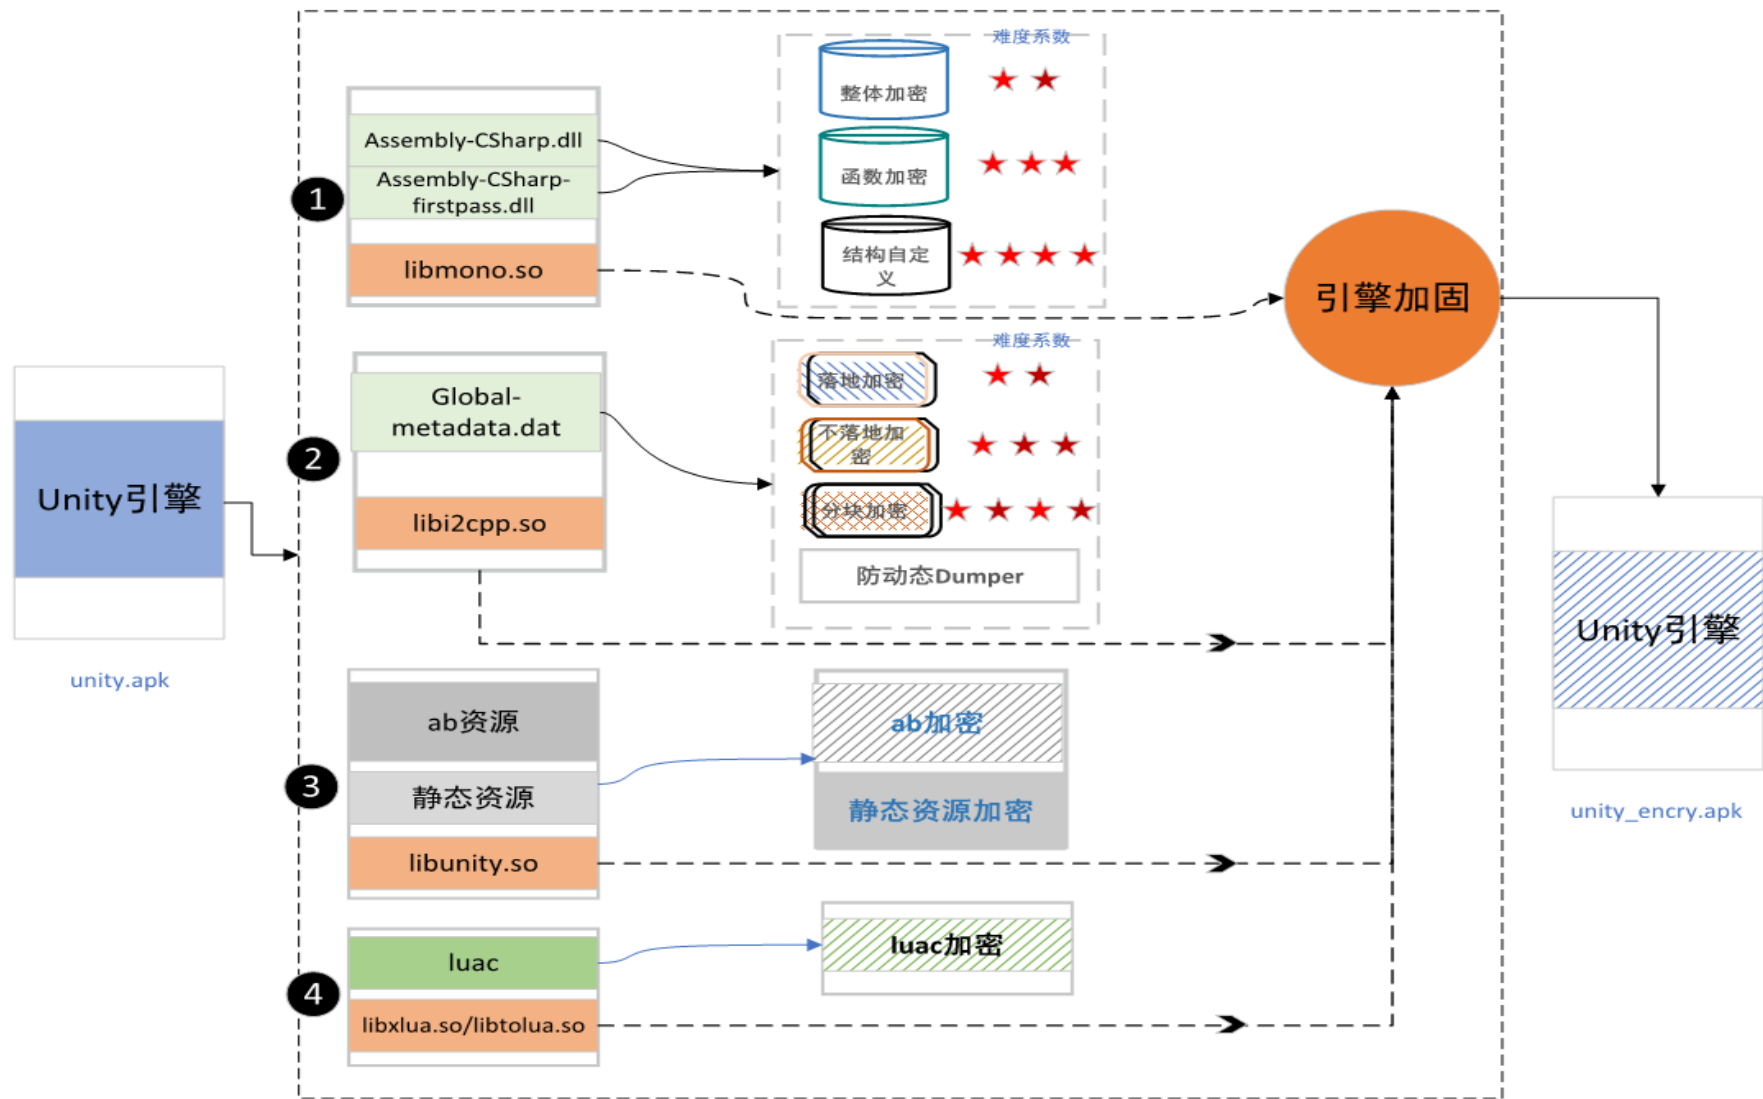 Unity引擎
unity.apk
1
Assembly-CSharp.dll
Assembly-CSharp-
firstpass.dll
libmono.so
难度系数
整体加密
函数加密
结构自定
义
2
Global-
metadata.dat
libi2cpp.so
难度系数
落地加密
不落地加
密
分块加密
防动态Dumper
3
ab资源
静态资源
libunity.so
ab加密
静态资源加密
4
luac
libxlua.so/libtolua.so
luac加密
引擎加固
Unity引擎
unity_encry.apk